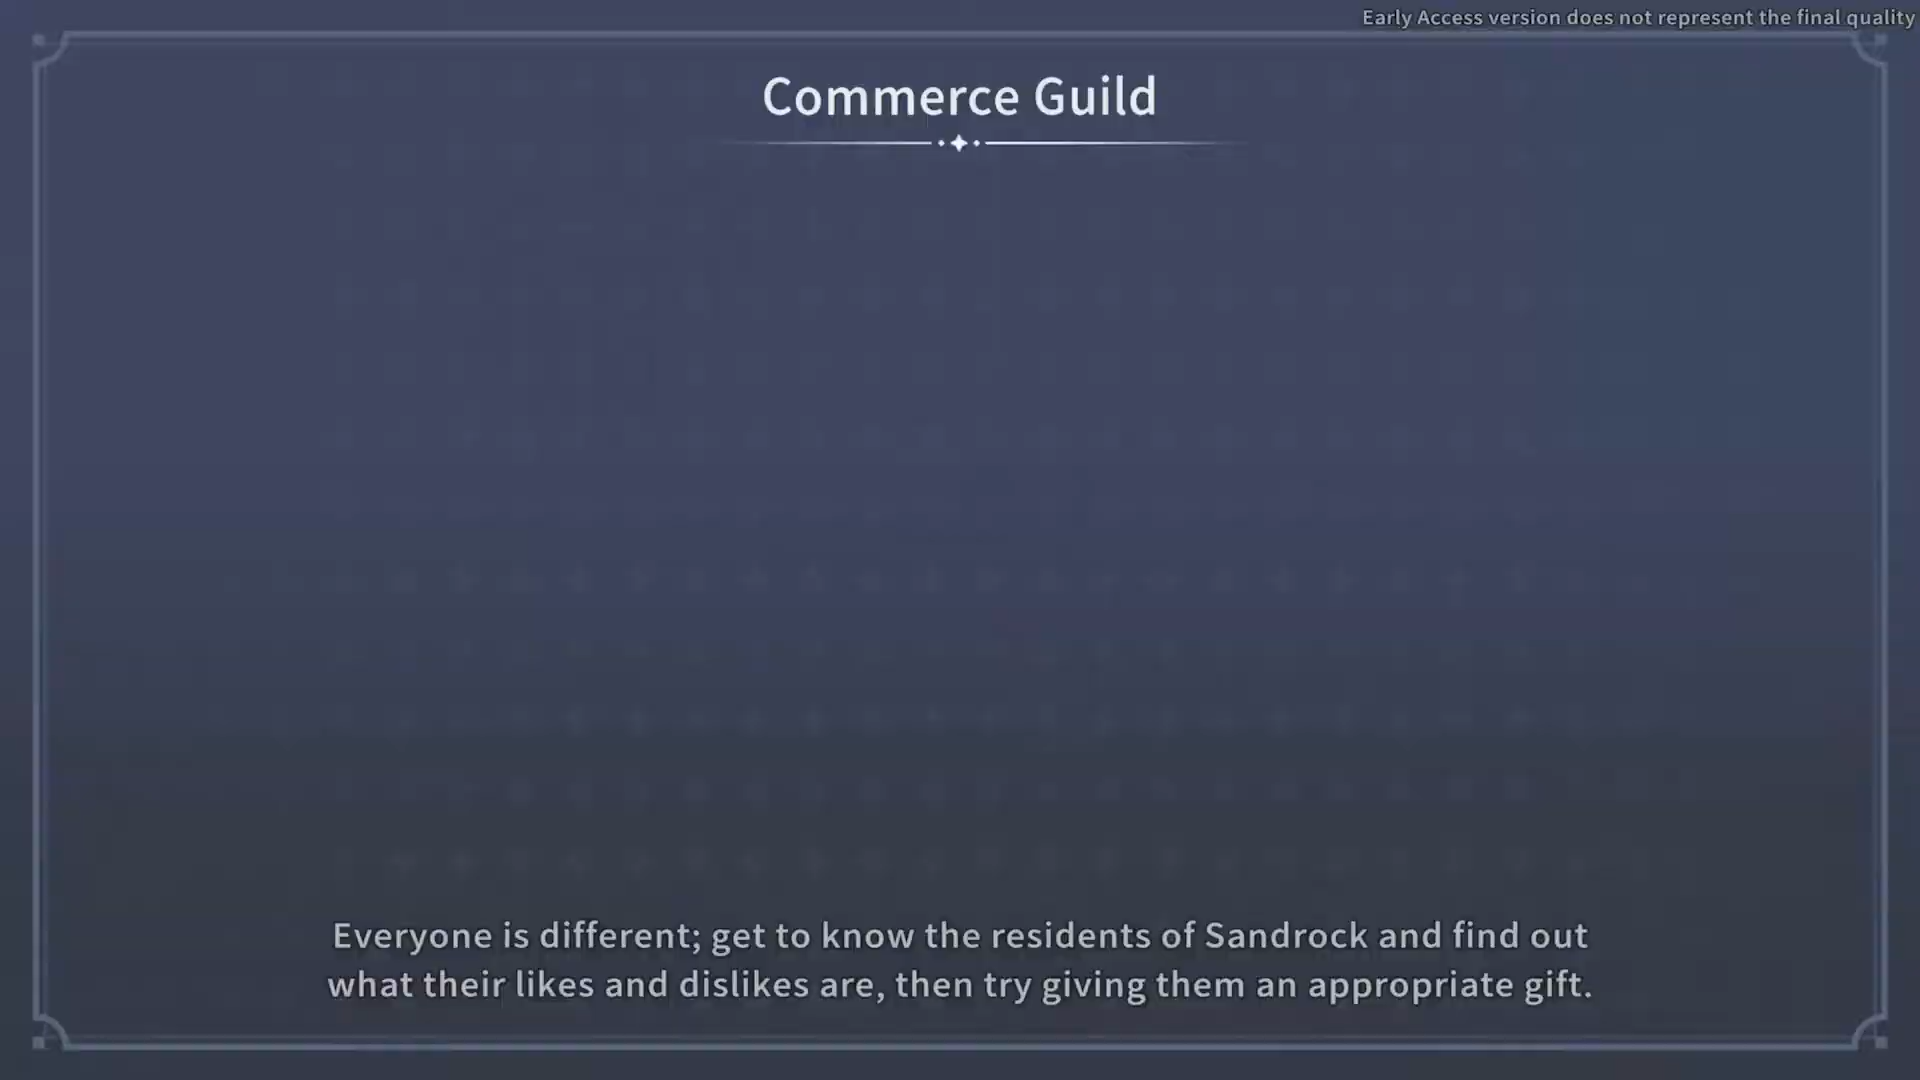 Early Access version does not represent the final quality
Commerce Guild
Everyone is different; get to know the residents of Sandrock and find out
what their likes and dislikes are, then try giving them an appropriate gift.